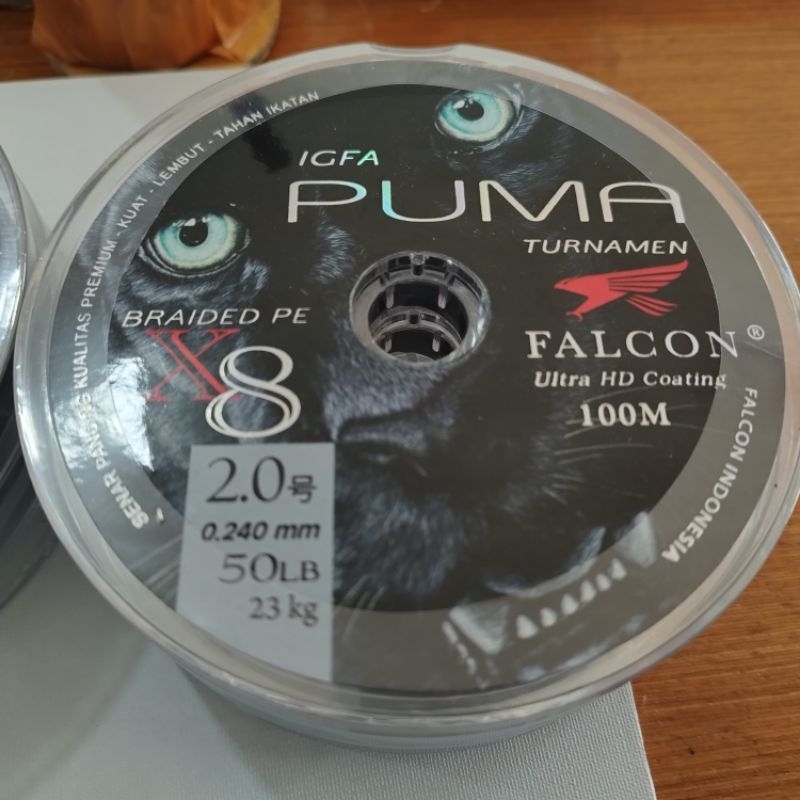 SENAR PANCING KUALITAS PREMIUM - KUAT - LEMBUT - TAHAN IKATAN
IGFA
PUMA
TURNAMEN
BRAIDED PE
X8
FALCON®
Ultra HD Coating
100M
2.0号
0.240 mm
50LB
23 kg
FALCON INDONESIA